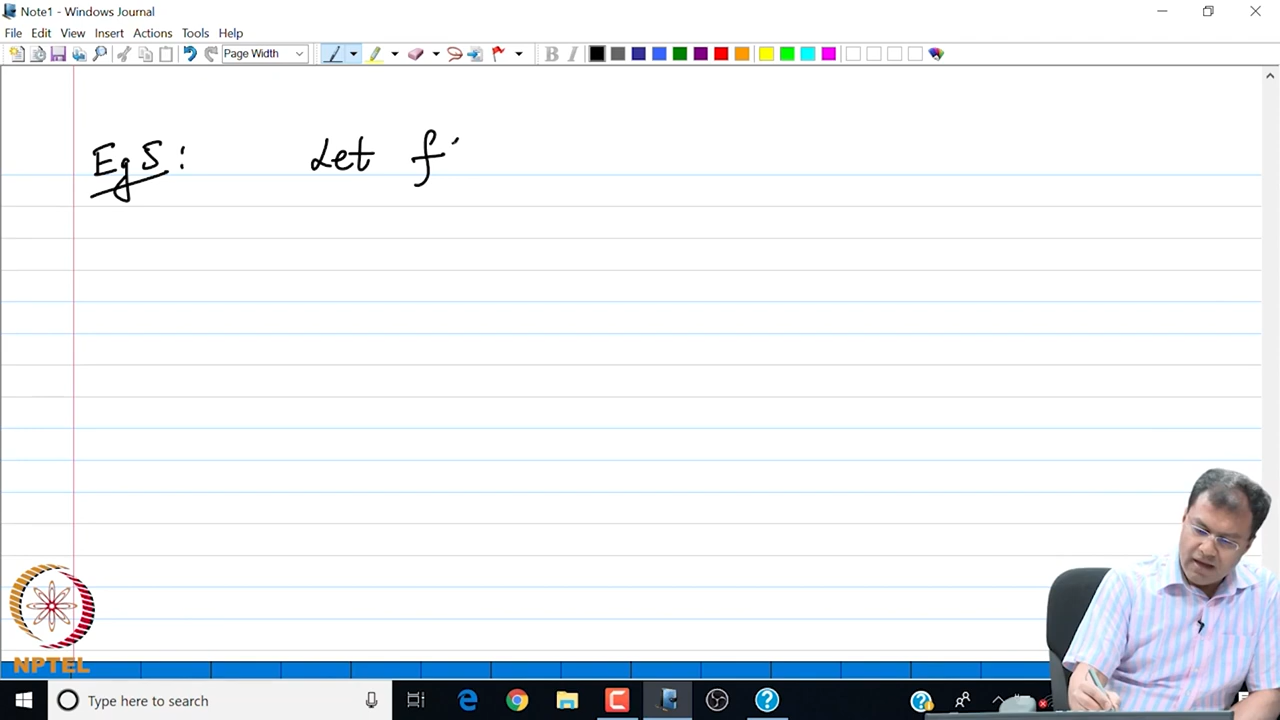 Note1 - Windows Journal
File Edit View Insert Actions Tools Help
Page Width
B I
Eg 5: Let f
NPTEL
Type here to search